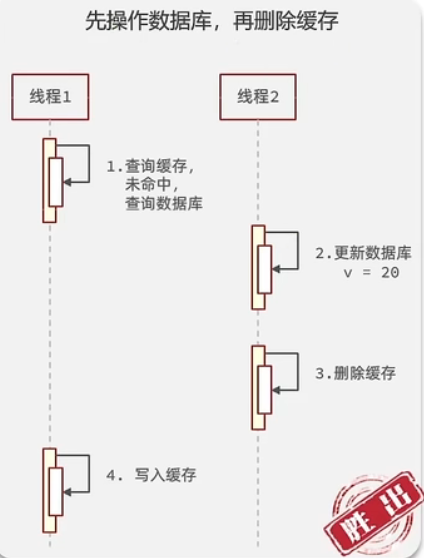 先操作数据库，再删除缓存
线程1
线程2
1.查询缓存，
未命中，
查询数据库
2.更新数据库
v = 20
3.删除缓存
4. 写入缓存
胜出